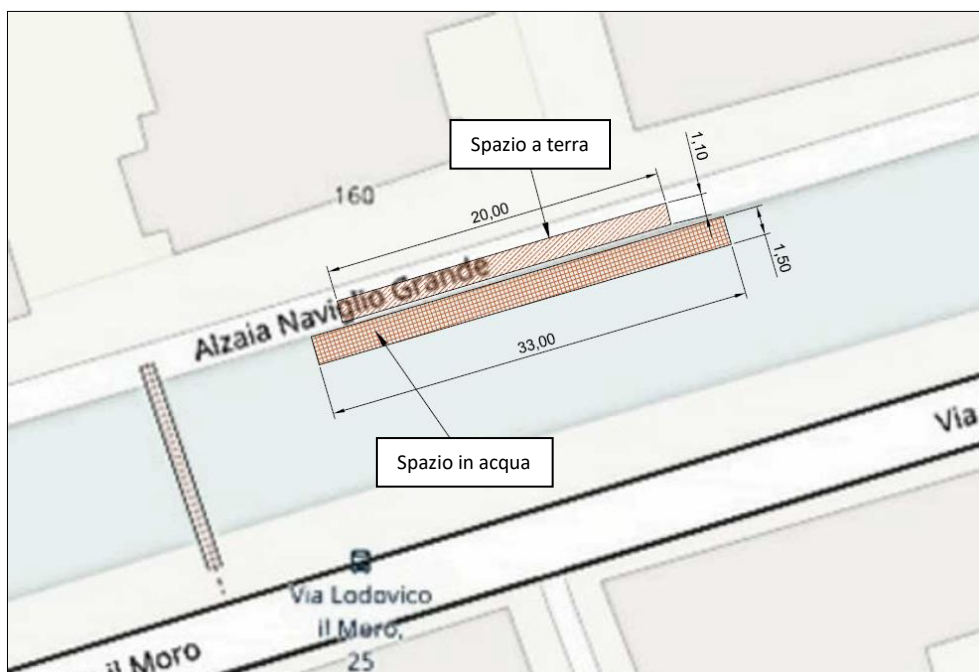 Spazio a terra
1,10
160
20,00
Alzaia Naviglio Grande
1,50
33,00
Via
Spazio in acqua
Via Lodovico
il Moro,
25
il Moro